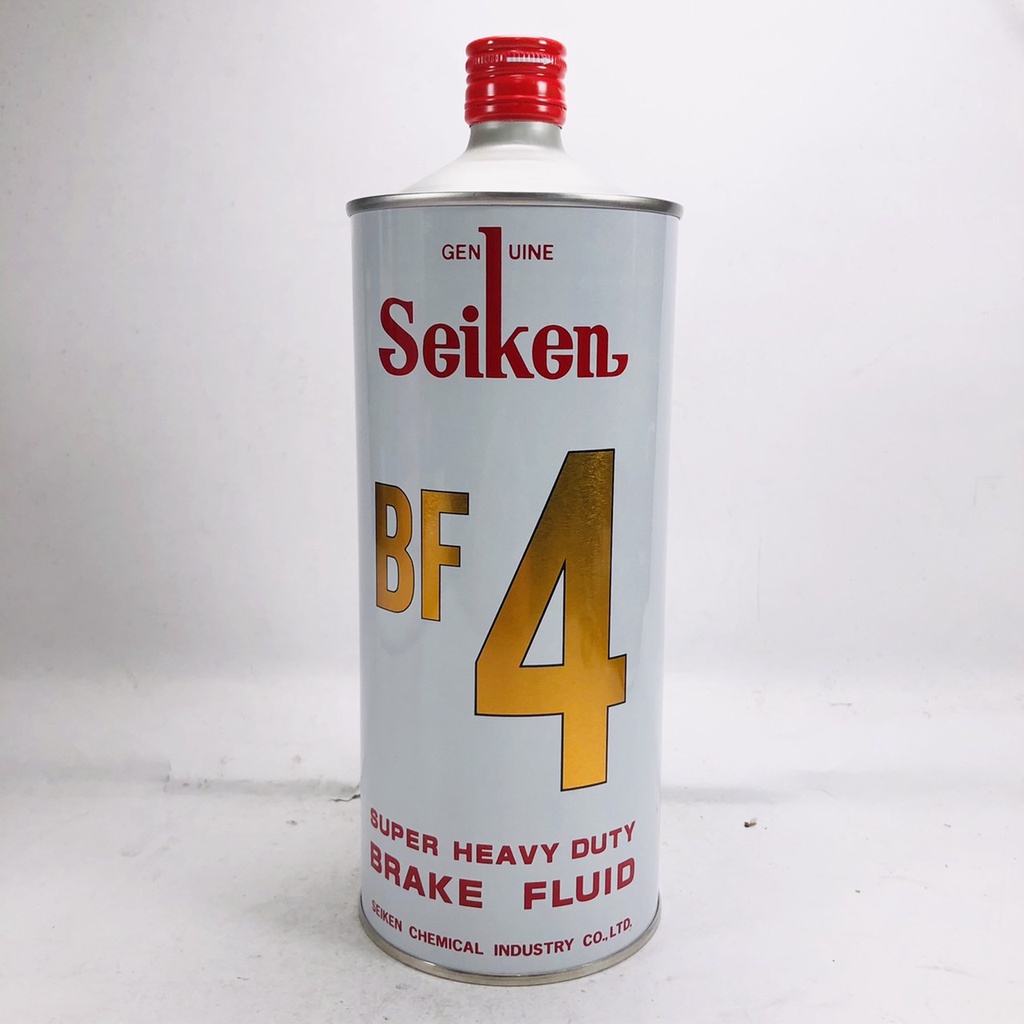 GENUINE
Seiken
BF 4
SUPER HEAVY DUTY
BRAKE FLUID
SEIKEN CHEMICAL INDUSTRY CO., LTD.